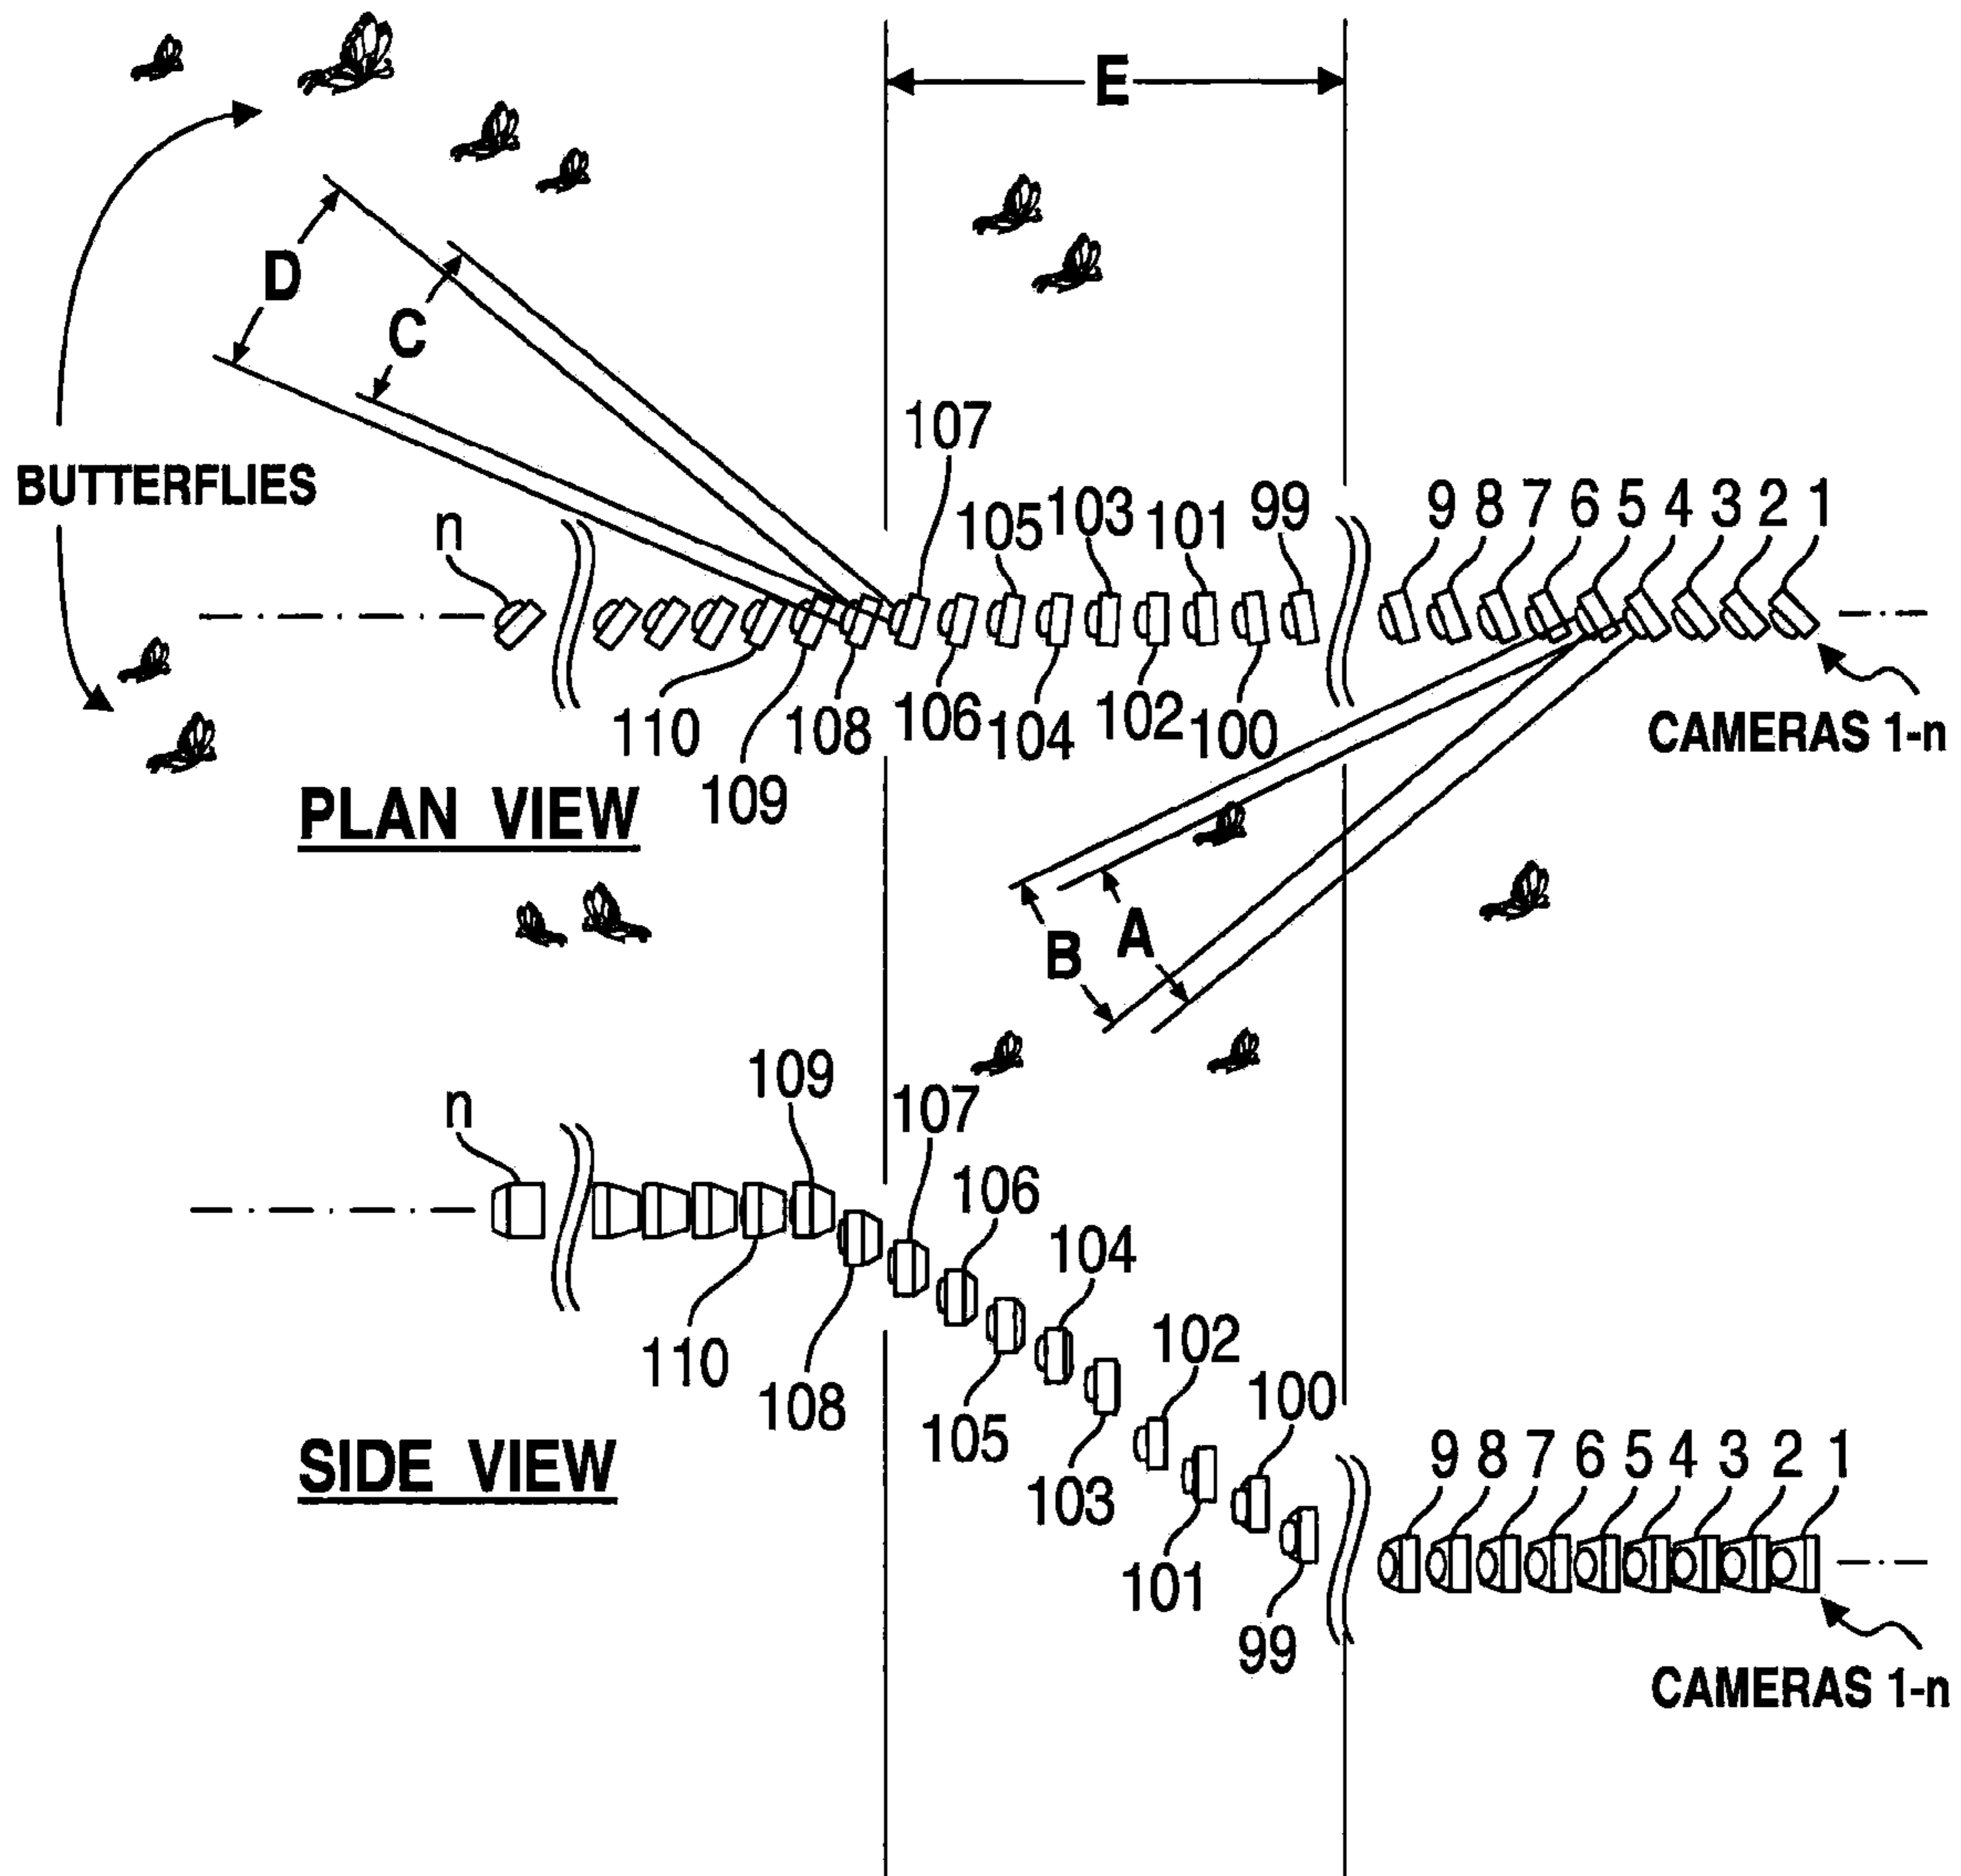 E
D
C
107
BUTTERFLIES
n
105
103
101
99
9 8 7 6 5 4 3 2 1
110
109
108
106
104
102
100
CAMERAS 1-n
PLAN VIEW
B
A
n
109
107
106
104
102
100
110
108
105
103
101
99
9 8 7 6 5 4 3 2 1
SIDE VIEW
CAMERAS 1-n